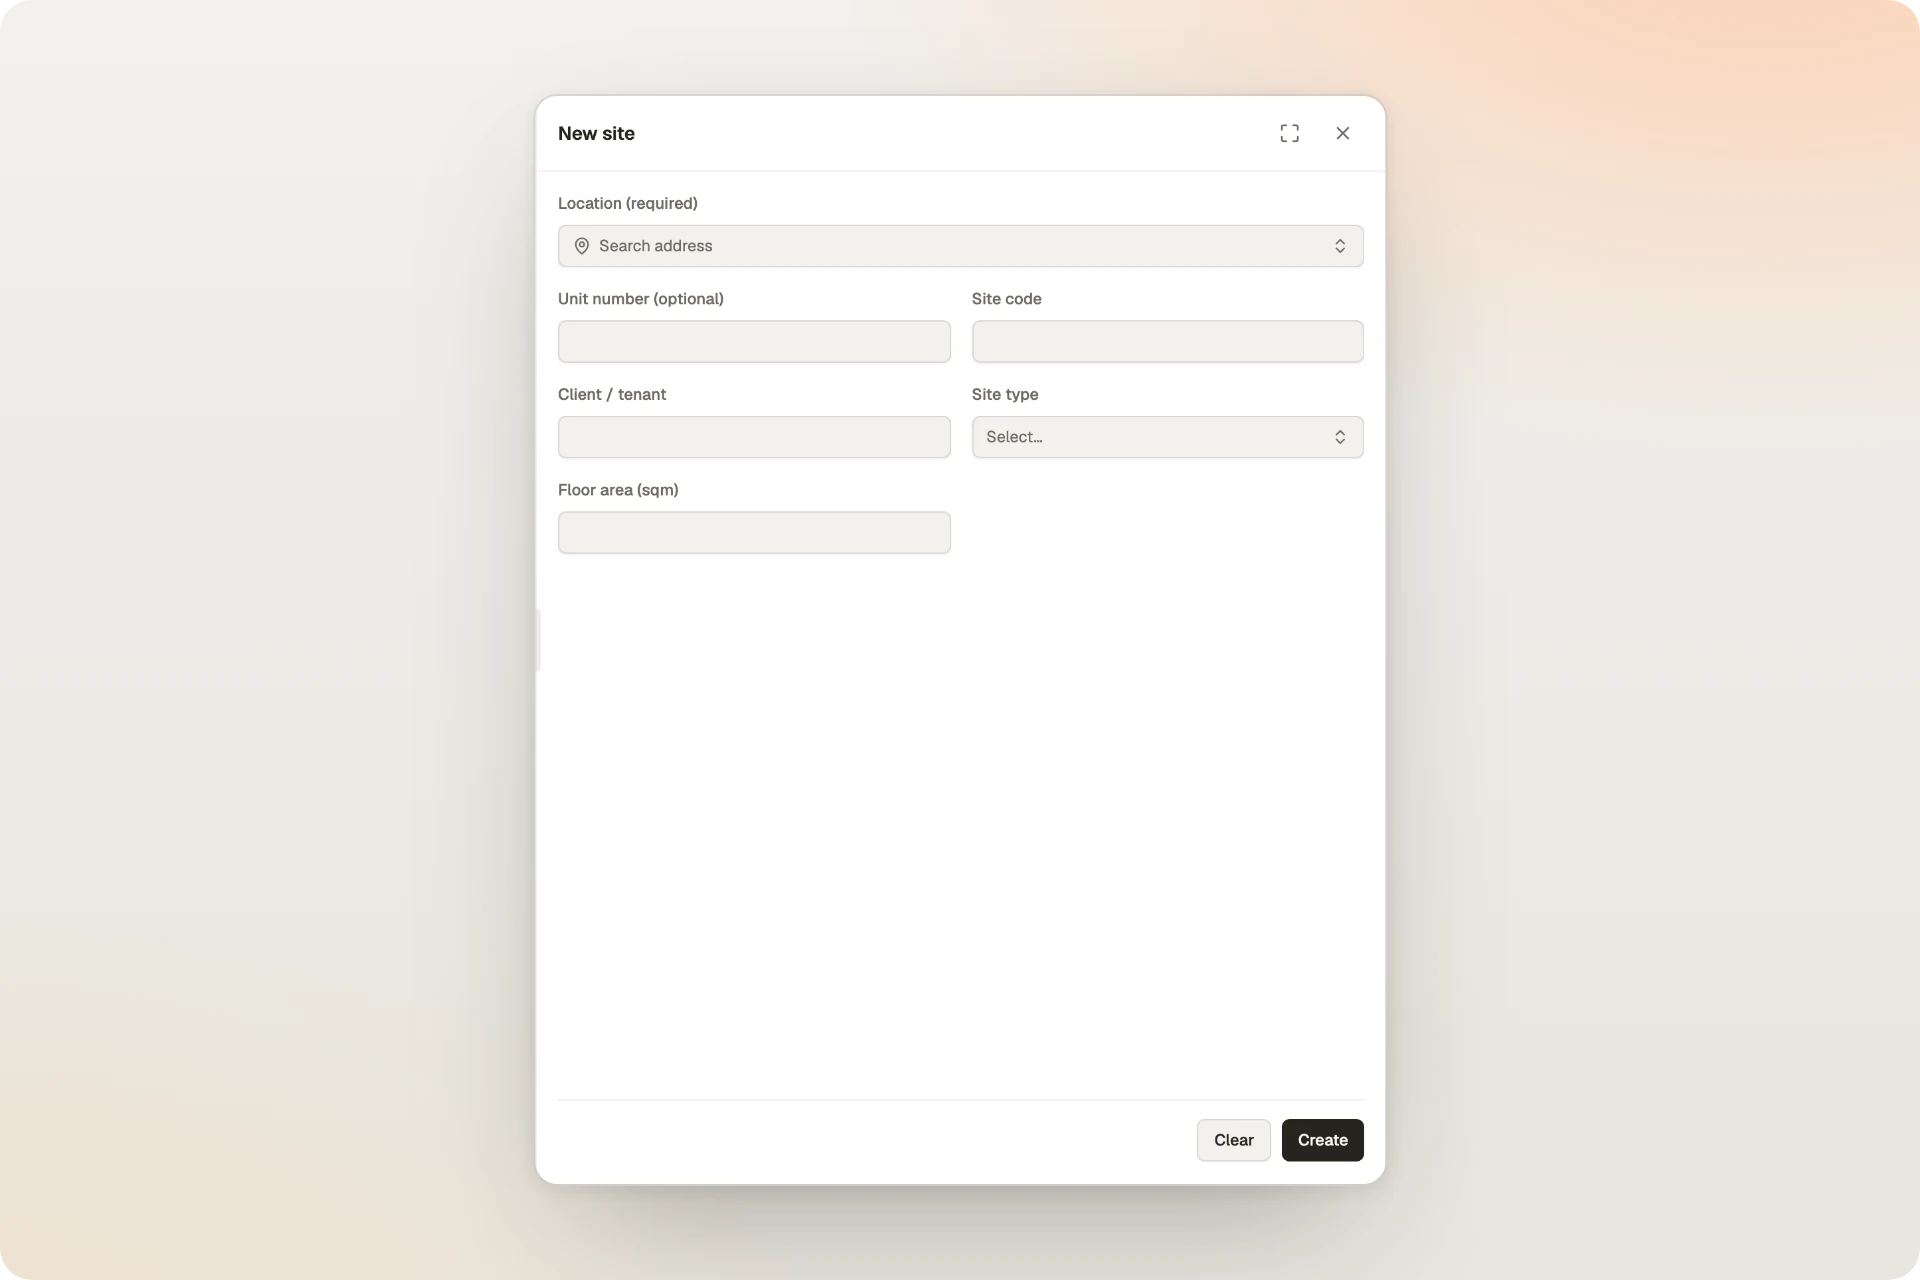 New site
Location (required)
Search address
Unit number (optional)
Site code
Client / tenant
Site type
Select...
Floor area (sqm)
Clear
Create